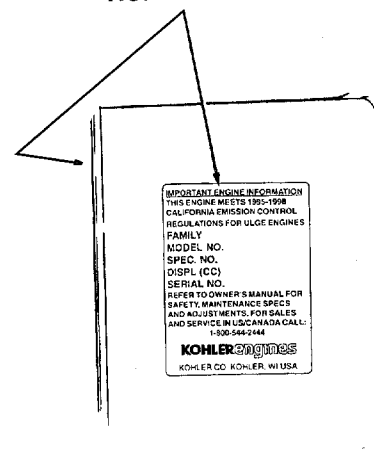 IMPORTANT ENGINE INFORMATION
THIS ENGINE MEETS 1995-1998
CALIFORNIA EMISSION CONTROL
REGULATIONS FOR ULGE ENGINES
FAMILY
MODEL NO.
SPEC. NO.
DISPL (CC)
SERIAL NO.
REFER TO OWNER'S MANUAL FOR
SAFETY, MAINTENANCE SPECS
AND ADJUSTMENTS. FOR SALES
AND SERVICE IN US/CANADA CALL:
1-800-544-2444
KOHLERengines
KOHLER CO. KOHLER, WI USA